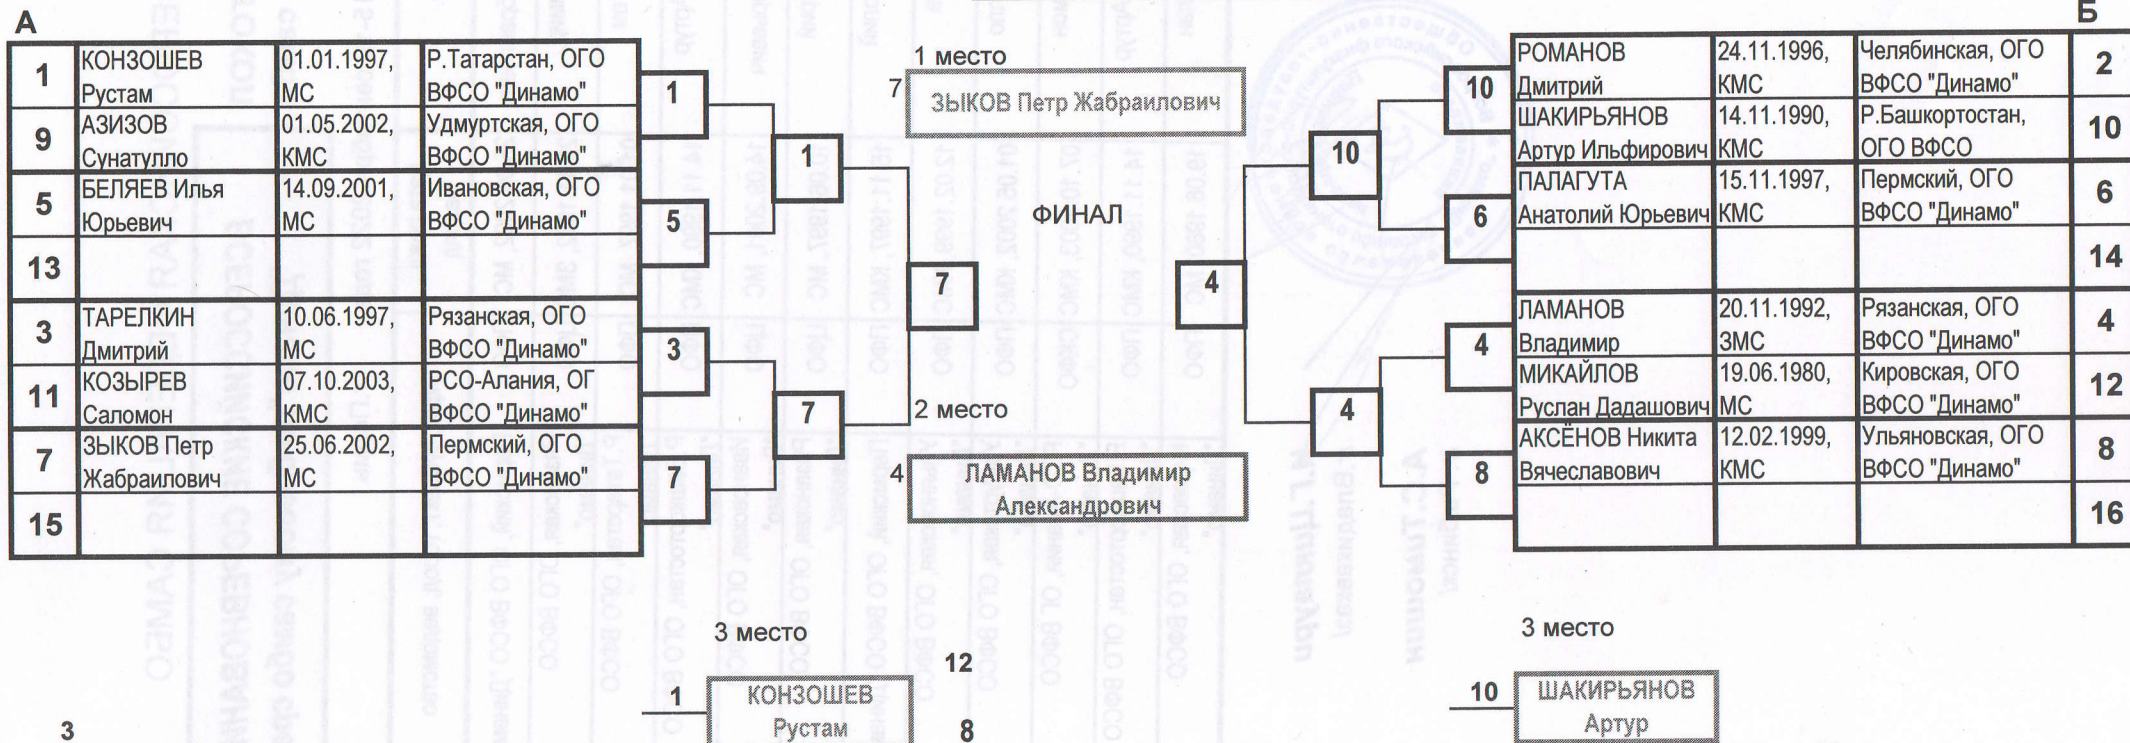 А
Б
1
КОНЗОШЕВ
Рустам
01.01.1997,
МС
Р.Татарстан, ОГО
ВФСО "Динамо"
9
АЗИЗОВ
Сунатулло
01.05.2002,
КМС
Удмуртская, ОГО
ВФСО "Динамо"
5
БЕЛЯЕВ Илья
Юрьевич
14.09.2001,
МС
Ивановская, ОГО
ВФСО "Динамо"
13
3
ТАРЕЛКИН
Дмитрий
10.06.1997,
МС
Рязанская, ОГО
ВФСО "Динамо"
11
КОЗЫРЕВ
Саломон
07.10.2003,
КМС
РСО-Алания, ОГ
ВФСО "Динамо"
7
ЗЫКОВ Петр
Жабраилович
25.06.2002,
МС
Пермский, ОГО
ВФСО "Динамо"
15
1
5
3
7
1
7
7
1 место
7
ЗЫКОВ Петр Жабраилович
ФИНАЛ
2 место
4
ЛАМАНОВ Владимир
Александрович
4
10
4
10
6
4
8
РОМАНОВ
Дмитрий
24.11.1996,
КМС
Челябинская, ОГО
ВФСО "Динамо"
2
ШАКИРЬЯНОВ
Артур Ильфирович
14.11.1990,
КМС
Р.Башкортостан,
ОГО ВФСО
10
ПАЛАГУТА
Анатолий Юрьевич
15.11.1997,
КМС
Пермский, ОГО
ВФСО "Динамо"
6
14
ЛАМАНОВ
Владимир
20.11.1992,
ЗМС
Рязанская, ОГО
ВФСО "Динамо"
4
МИКАЙЛОВ
Руслан Дадашович
19.06.1980,
МС
Кировская, ОГО
ВФСО "Динамо"
12
АКСЁНОВ Никита
Вячеславович
12.02.1999,
КМС
Ульяновская, ОГО
ВФСО "Динамо"
8
16
3 место
3 место
12
1
КОНЗОШЕВ
Рустам
10
ШАКИРЬЯНОВ
Артур
3
8